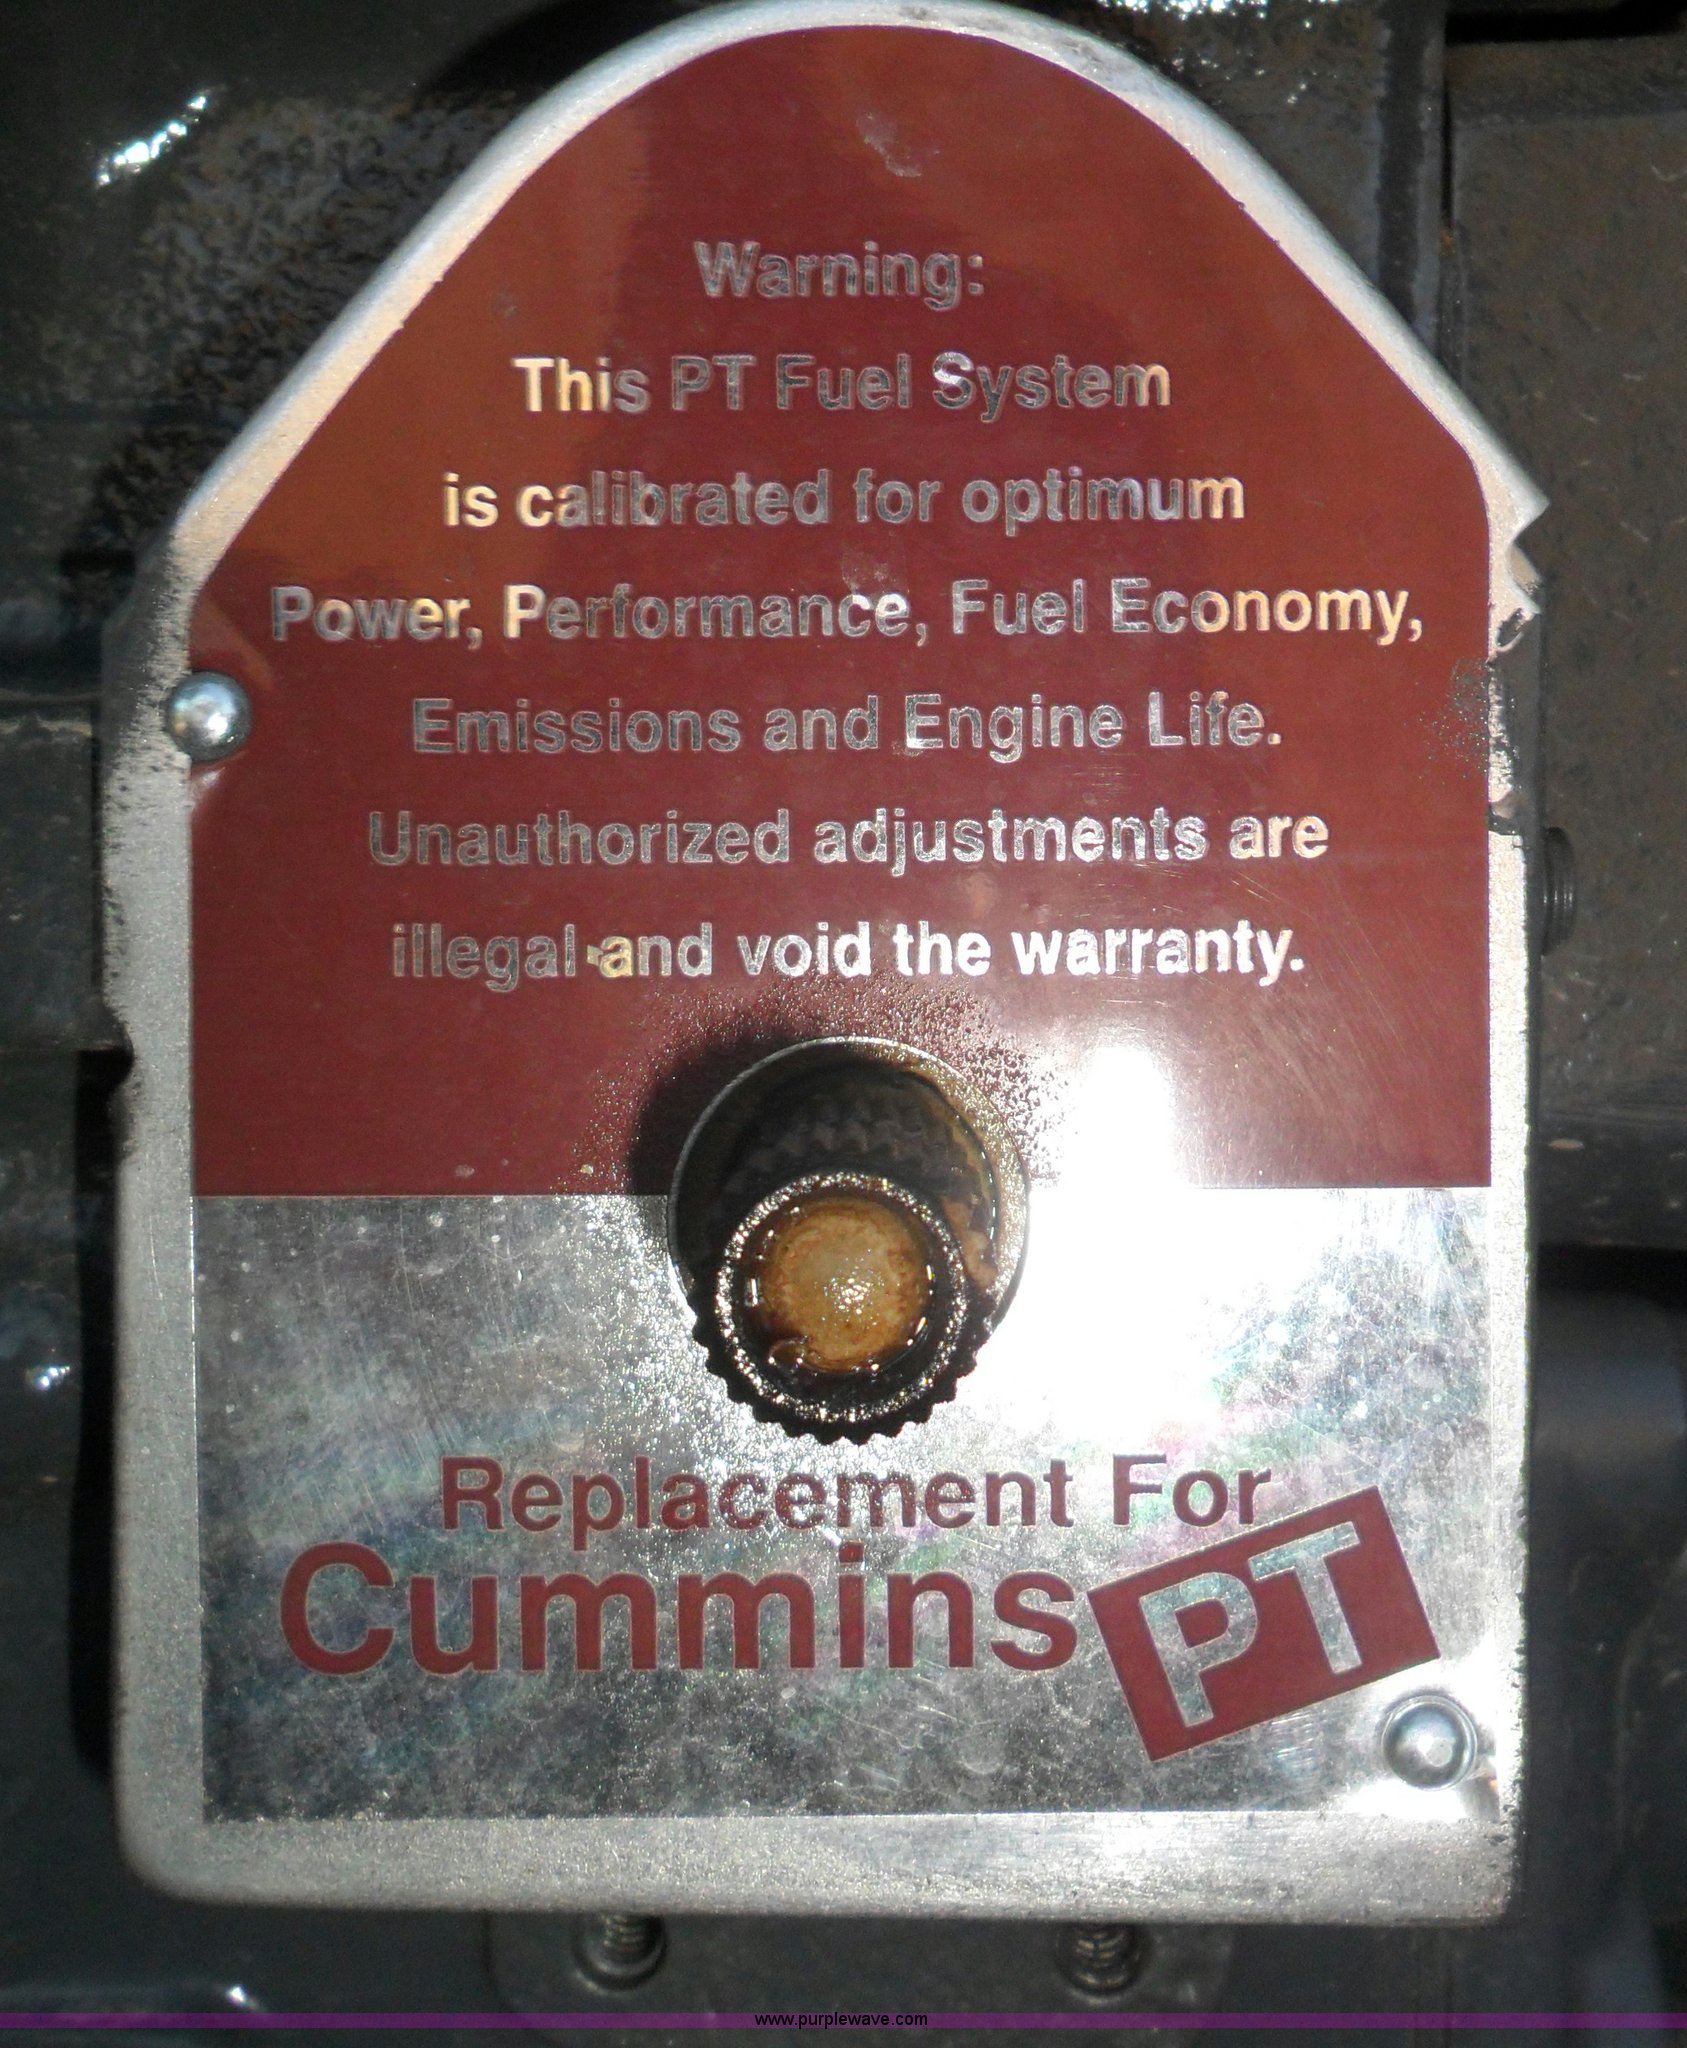 Warning:
This PT Fuel System
is calibrated for optimum
Power, Performance, Fuel Economy,
Emissions and Engine Life.
Unauthorized adjustments are
illegal and void the warranty.
Replacement For
Cummins PT
www.purplewave.com